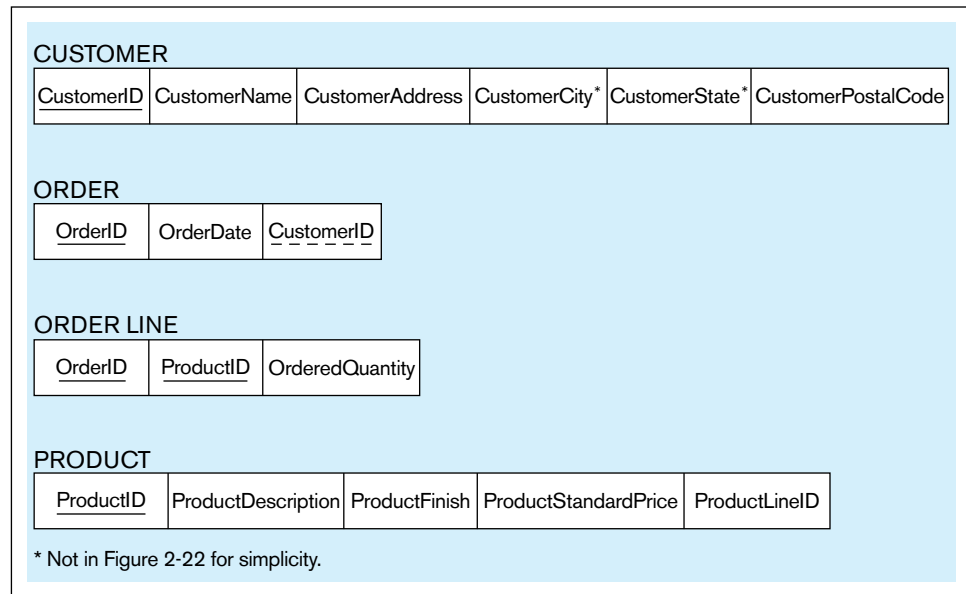 CUSTOMER
CustomerID CustomerName CustomerAddress CustomerCity* CustomerState* CustomerPostalCode
ORDER
OrderID OrderDate CustomerID
ORDER LINE
OrderID ProductID OrderedQuantity
PRODUCT
ProductID ProductDescription ProductFinish ProductStandardPrice ProductLineID
* Not in Figure 2-22 for simplicity.